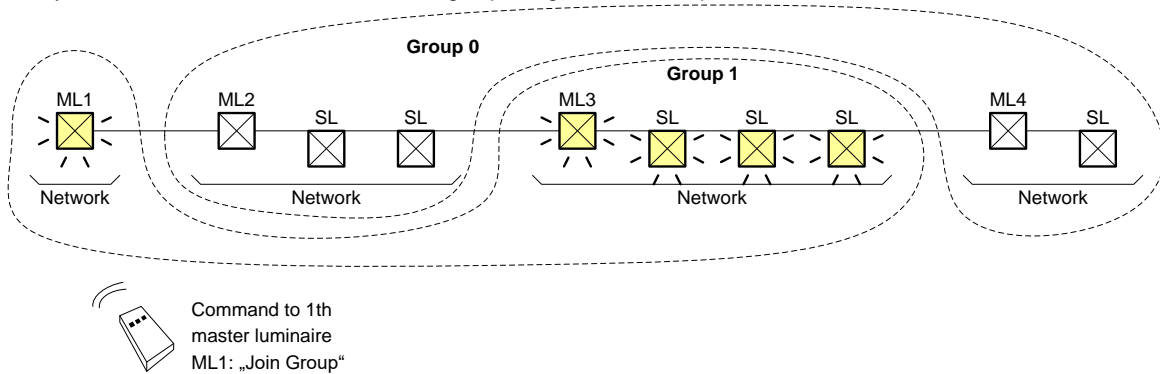 Group 0
Group 1
ML1 ML2 SL SL ML3 SL SL SL ML4 SL
Network Network Network Network
Command to 1th
master luminaire
ML1: „Join Group“